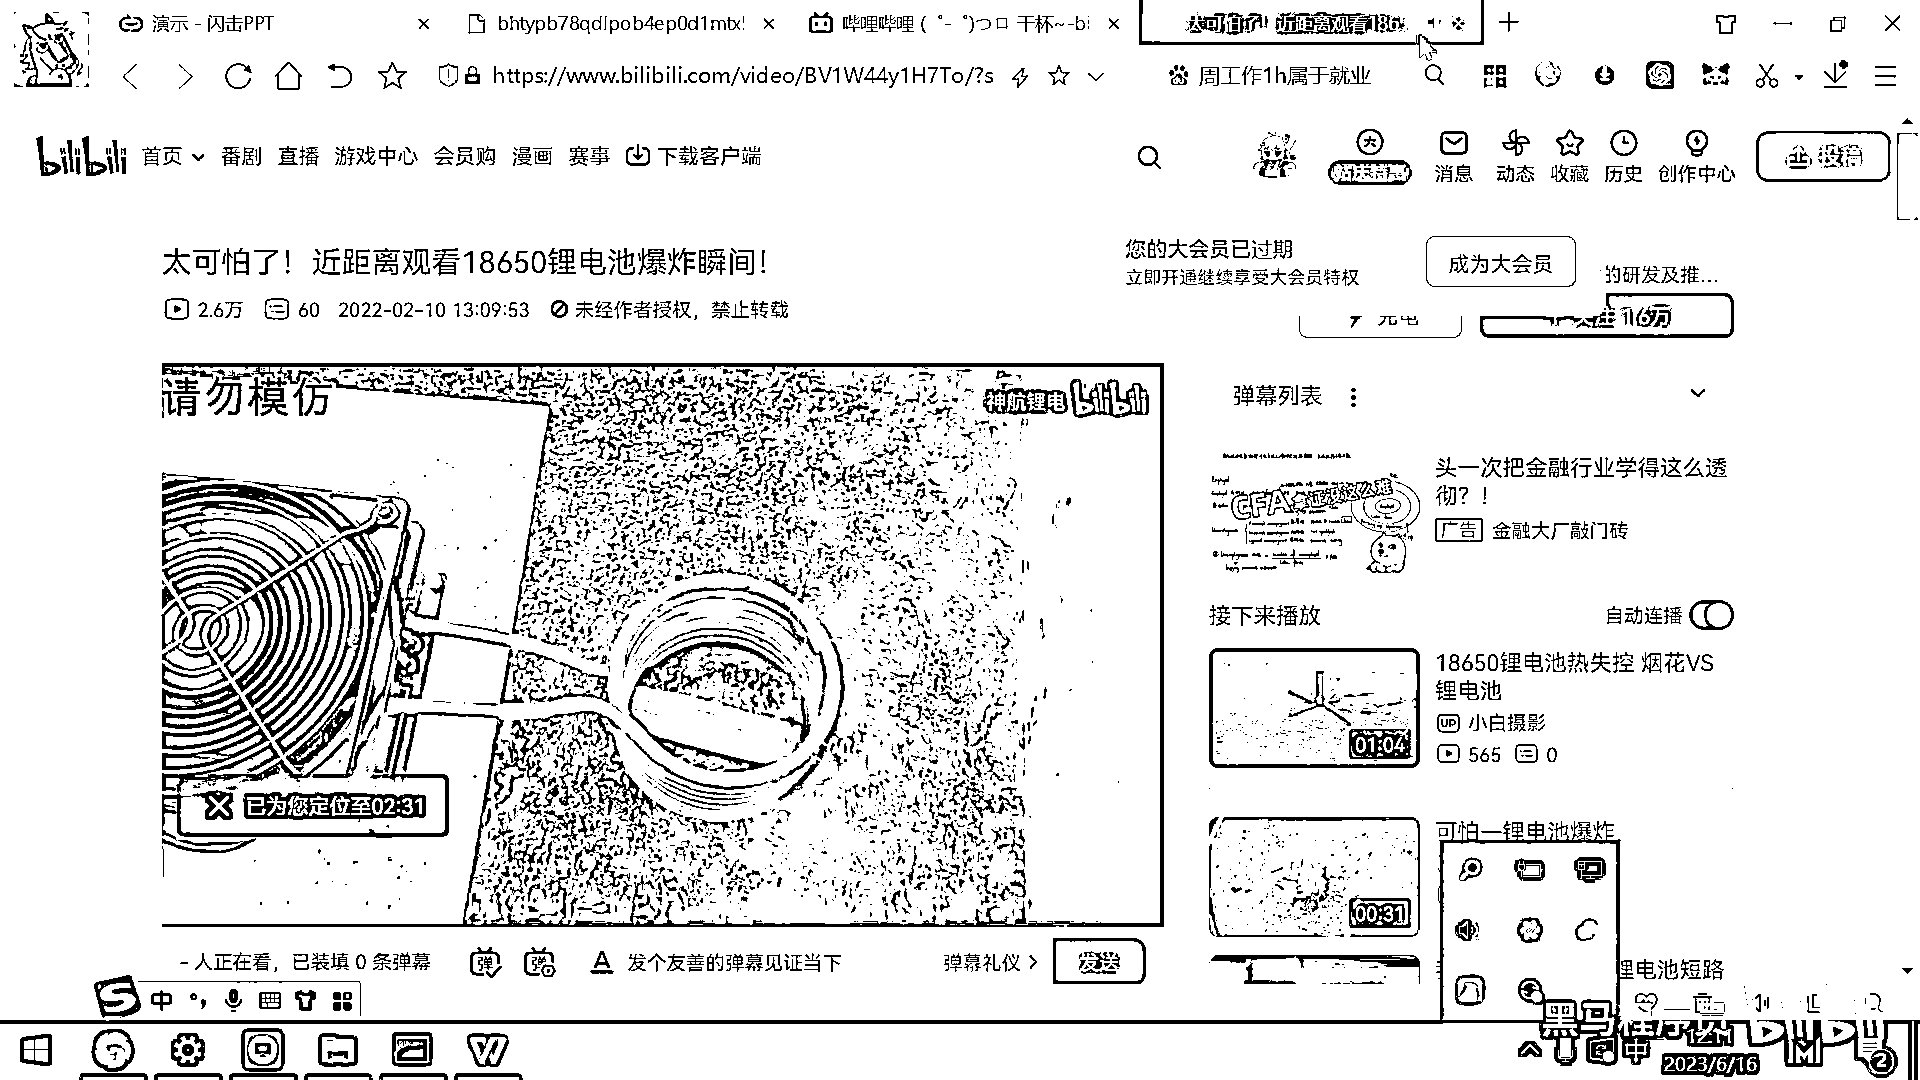 演示 - 闪击PPT
哔哩哔哩 ( ゜- ゜)つロ 干杯~-bi
太可怕了！近距离观看1865
https://www.bilibili.com/video/BV1W44y1H7To/?s
周工作1h属于就业
bilibili 首页 番剧 直播 游戏中心 会员购 漫画 赛事 下载客户端
消息 动态 收藏 历史 创作中心 投稿
太可怕了！近距离观看18650锂电池爆炸瞬间！
2.6万 60 2022-02-10 13:09:53 未经作者授权，禁止转载
您的大会员已过期
立即开通继续享受大会员特权
成为大会员
的研发及推...
充电
1.6万
请勿模仿
神航锂电 bilibili
已为您定位至02:31
弹幕列表
头一次把金融行业学得这么透
彻？！
广告 金融大厂敲门砖
接下来播放 自动连播
01:04
18650锂电池热失控 烟花VS
锂电池
UP 小白摄影
565 0
00:31
可怕—锂电池爆炸
锂电池短路
- 人正在看，已装填 0 条弹幕
发个友善的弹幕见证当下
弹幕礼仪 >
发送
中
中
2023/6/16
2